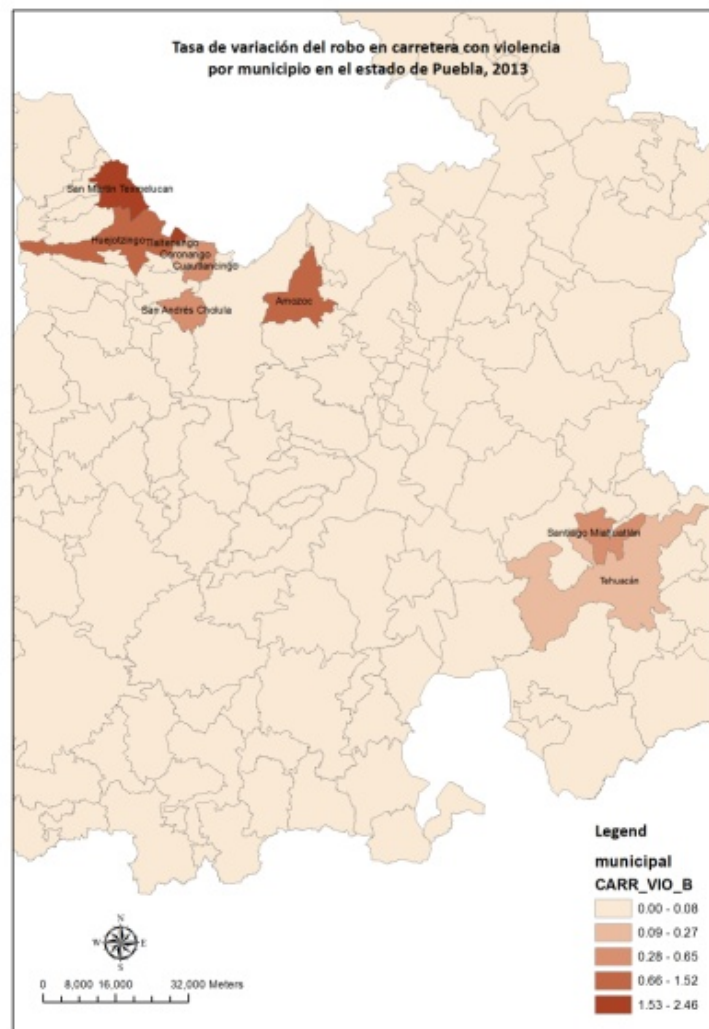 Tasa de variación del robo en carretera con violencia
por municipio en el estado de Puebla, 2013
San Martín Texmelucan
Huejotzingo
Tlaltenango
Coronango
Cuautlancingo
San Andrés Cholula
Amozoc
Santiago Miahuatlán
Tehuacán
Legend
municipal
CARR_VIO_B
0.00 - 0.08
0.09 - 0.27
0.28 - 0.65
0.66 - 1.52
1.53 - 2.46
N
W E
S
0 8,000 16,000 32,000 Meters